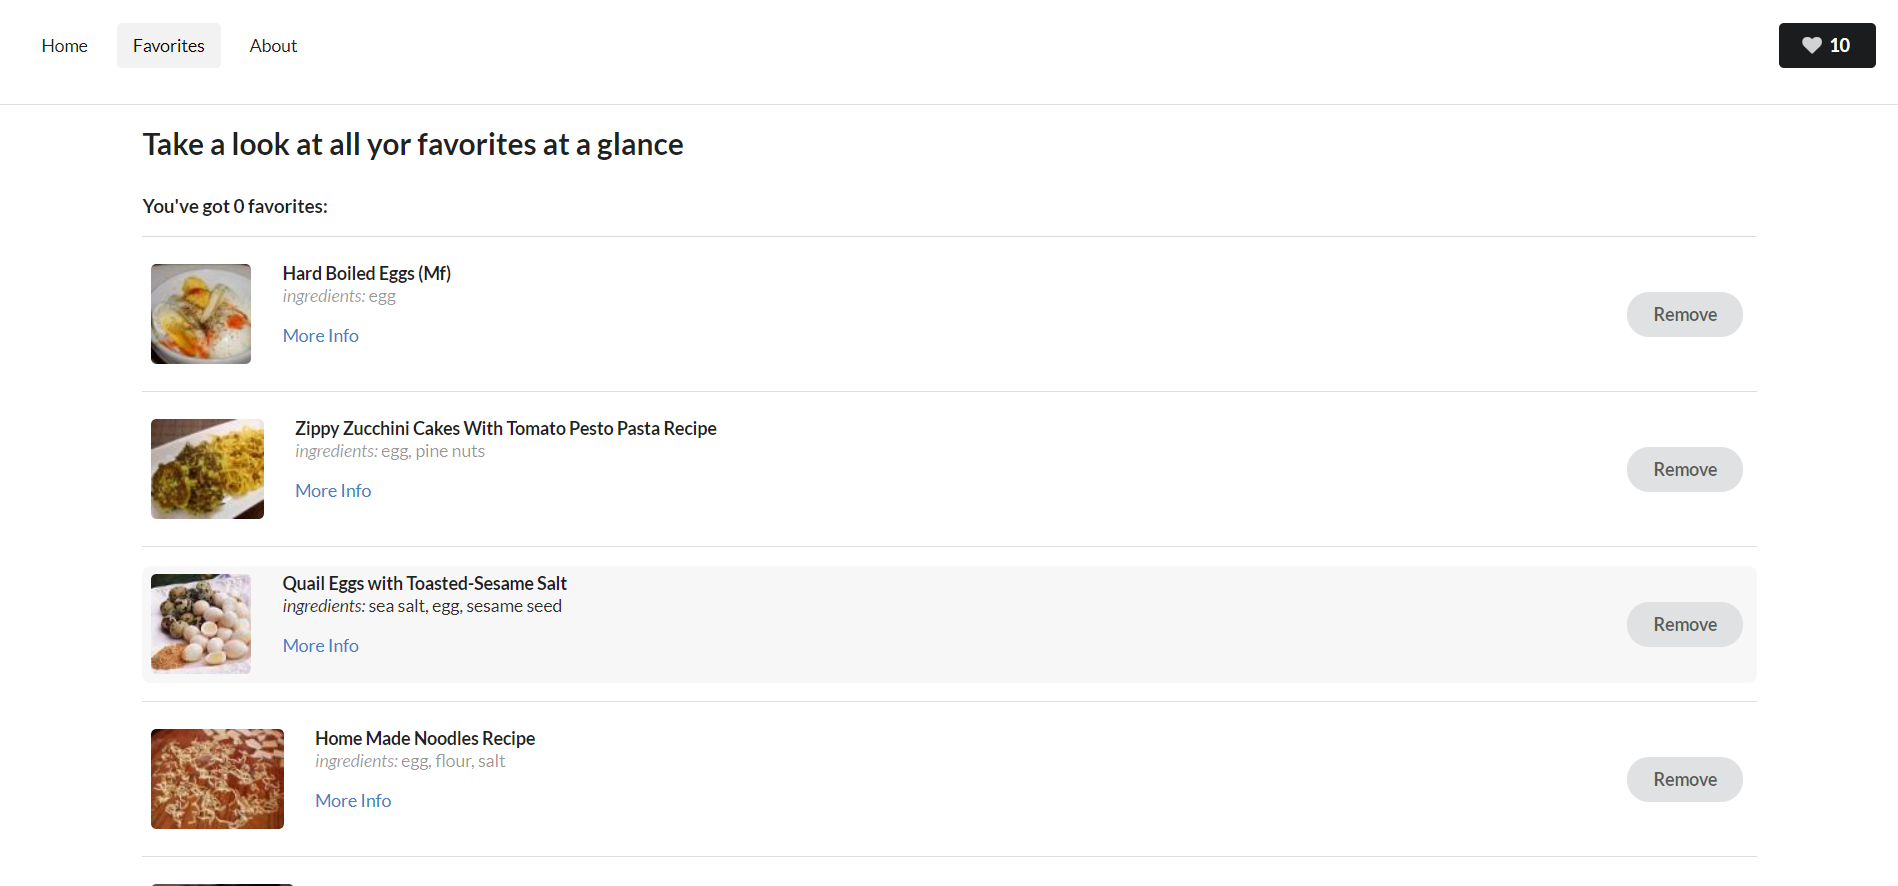 Home Favorites About 10
Take a look at all yor favorites at a glance
You've got 0 favorites:
Hard Boiled Eggs (Mf)
ingredients: egg
More Info
Remove
Zippy Zucchini Cakes With Tomato Pesto Pasta Recipe
ingredients: egg, pine nuts
More Info
Remove
Quail Eggs with Toasted-Sesame Salt
ingredients: sea salt, egg, sesame seed
More Info
Remove
Home Made Noodles Recipe
ingredients: egg, flour, salt
More Info
Remove